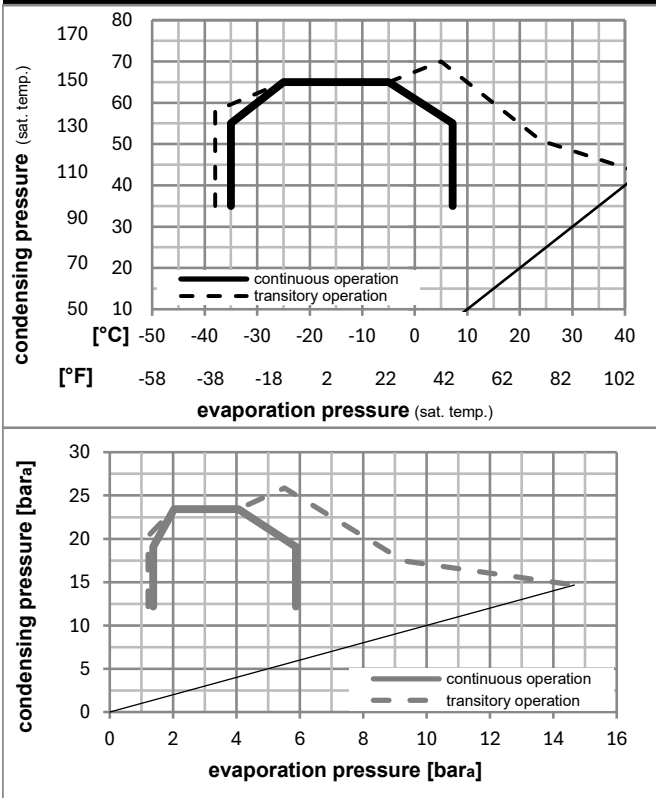 condensing pressure (sat. temp.)
170 80
70
150
60
130
50
110
40
90
30
70
20
50 10
continuous operation
transitory operation
[°C] -50 -40 -30 -20 -10 0 10 20 30 40
[°F] -58 -38 -18 2 22 42 62 82 102
evaporation pressure (sat. temp.)
condensing pressure [bara]
30
25
20
15
10
5
0
continuous operation
transitory operation
0 2 4 6 8 10 12 14 16
evaporation pressure [bara]